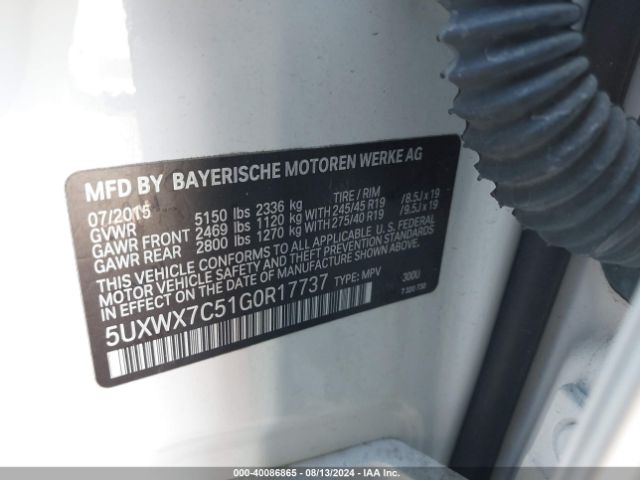 MFD BY BAYERISCHE MOTOREN WERKE AG
07/2015 5150 lbs 2336 kg TIRE / RIM
GVWR
GAWR FRONT 2469 lbs 1120 kg WITH 245/45 R19 / 8.5J x 19
GAWR REAR 2800 lbs 1270 kg WITH 275/40 R19 / 9.5J x 19
THIS VEHICLE CONFORMS TO ALL APPLICABLE U. S. FEDERAL
MOTOR VEHICLE SAFETY AND THEFT PREVENTION STANDARDS
IN EFFECT ON THE DATE OF MANUFACTURE SHOWN ABOVE.
5UXWX7C51G0R17737 TYPE: MPV 300U
000-40086865 - 08/13/2024 - IAA Inc.